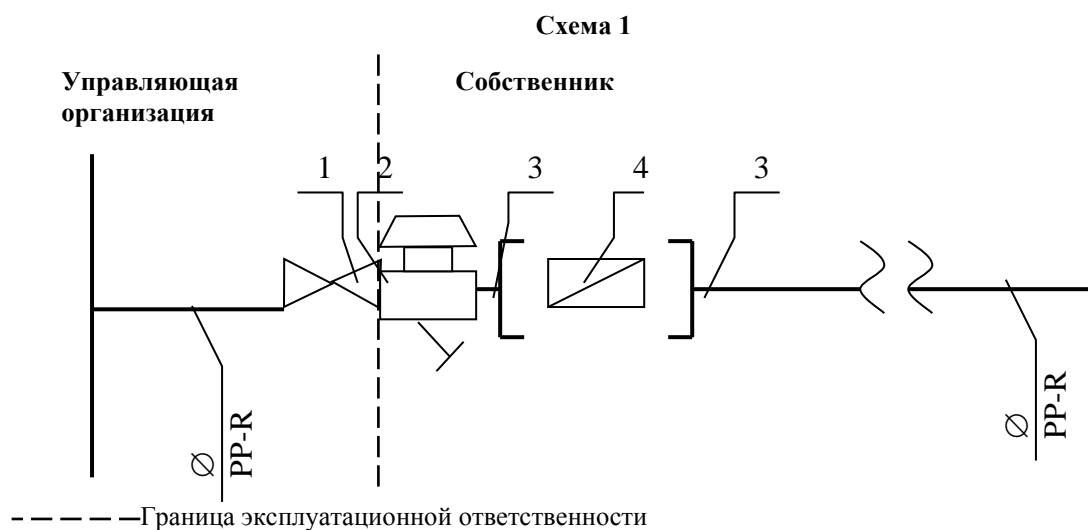 Схема 1
Управляющая
организация
Собственник
1
2
3
4
3
∅
PP-R
∅
PP-R
Граница эксплуатационной ответственности